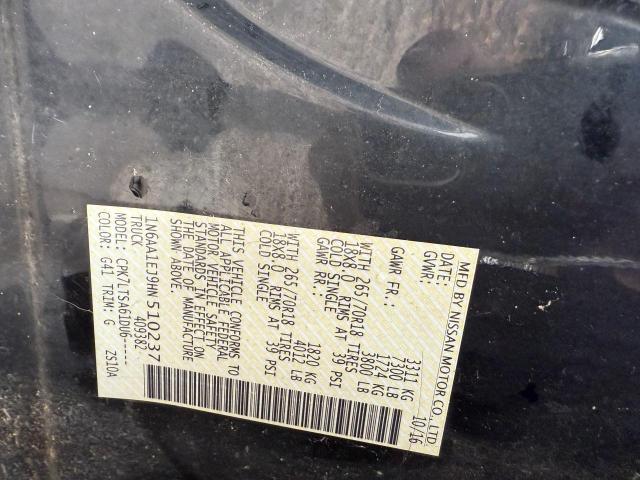 MFD BY NISSAN MOTOR CO., LTD.
DATE: 10/16
GVWR: 3311 KG
7300 LB
GAWR FR.: 1724 KG
3800 LB
WITH 265/70R18 TIRES
18X8.0 RIMS AT 39 PSI
COLD SINGLE
GAWR RR.: 1820 KG
4012 LB
WITH 265/70R18 TIRES
18X8.0 RIMS AT 39 PSI
COLD SINGLE
THIS VEHICLE CONFORMS TO
ALL APPLICABLE FEDERAL
MOTOR VEHICLE SAFETY
STANDARDS IN EFFECT ON
THE DATE OF MANUFACTURE
SHOWN ABOVE.
1N6AA1EJ9HN510237
TRUCK 409382
MODEL: CPK7LTYS461DU6-----
COLOR: G41 TRIM: G ZS10A